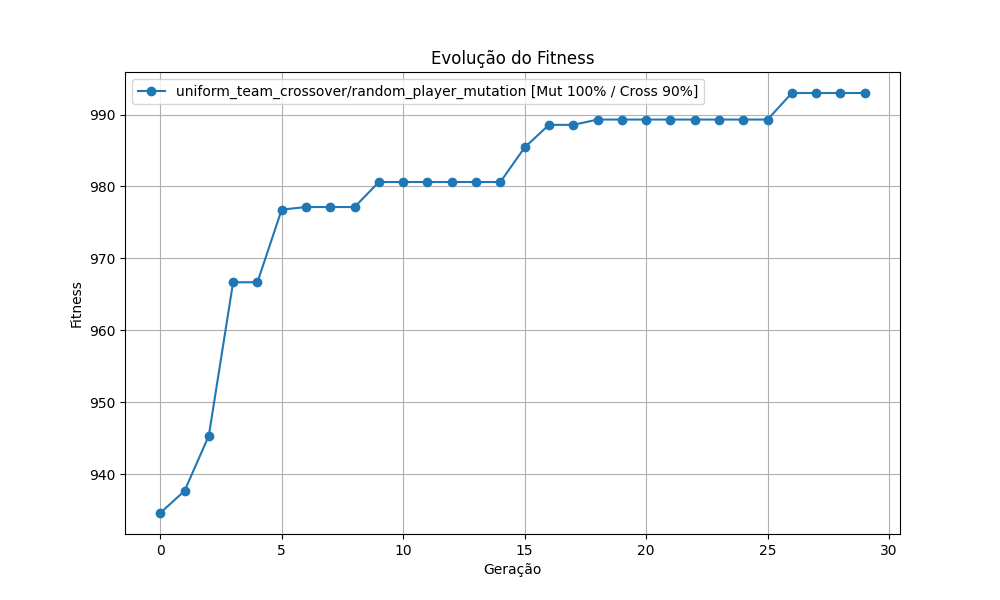 Evolução do Fitness
uniform_team_crossover/random_player_mutation [Mut 100% / Cross 90%]
Fitness
990
980
970
960
950
940
0 5 10 15 20 25 30
Geração